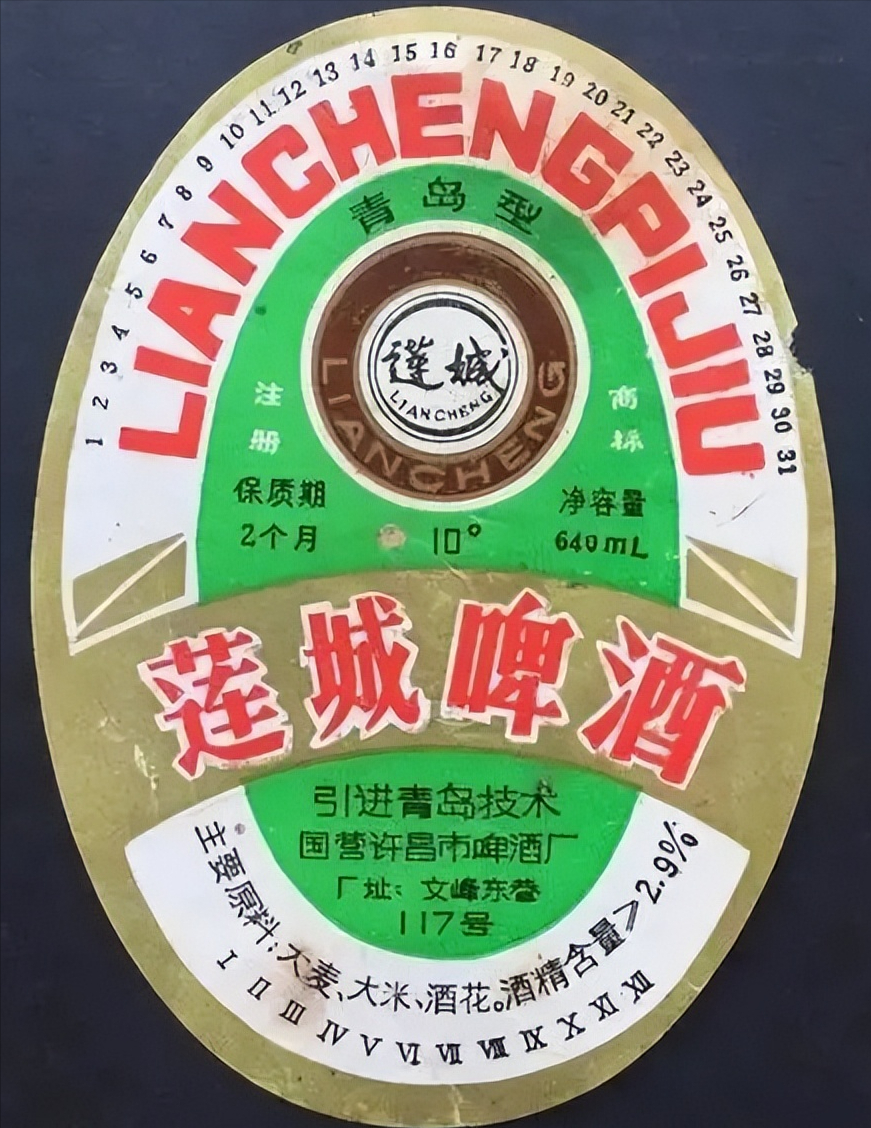 1 2 3 4 5 6 7 8 9 10 11 12 13 14 15 16 17 18 19 20 21 22 23 24 25 26 27 28 29 30 31
LIANCHENGPIJIU
青岛型
莲城
LIANCHENG
LIANCHENG
注册
商标
保质期
2个月
10°
净容量
640mL
莲城啤酒
引进青岛技术
国营许昌市啤酒厂
厂址:文峰东巷
117号
主要原料:大麦、大米、酒花。酒精含量≥2.9%
I II III IV V VI VII VIII IX X XI XII